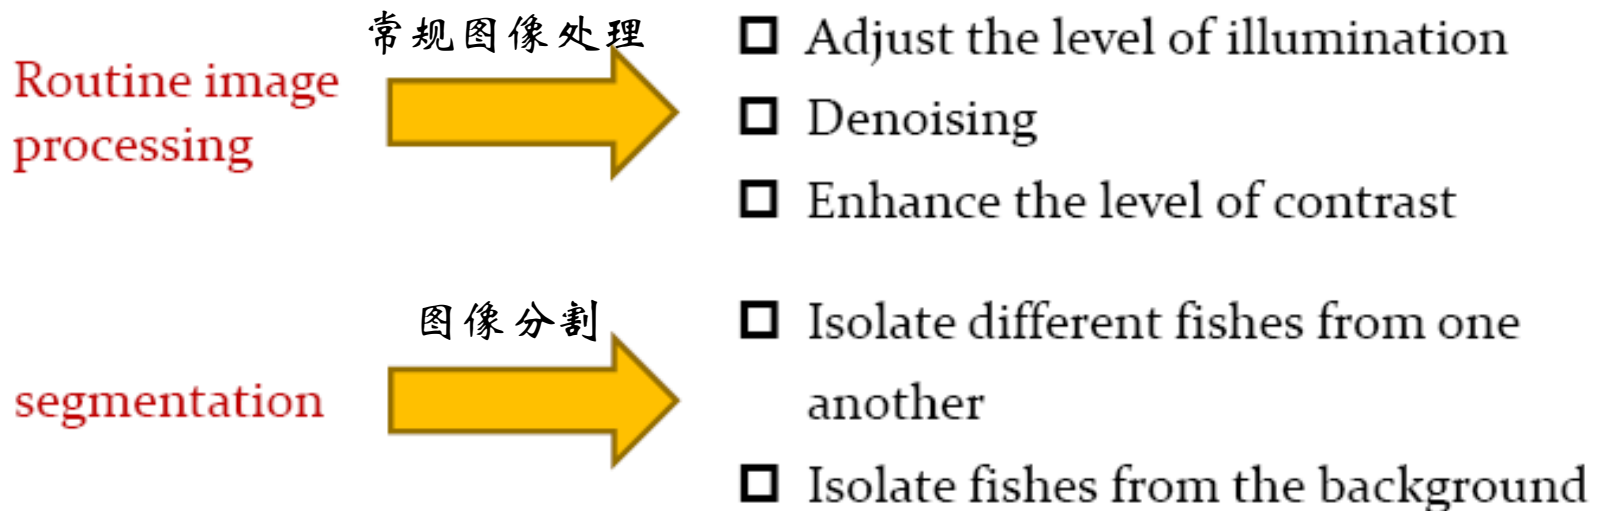 常规图像处理
Routine image
processing
Adjust the level of illumination
Denoising
Enhance the level of contrast
图像分割
segmentation
Isolate different fishes from one
another
Isolate fishes from the background